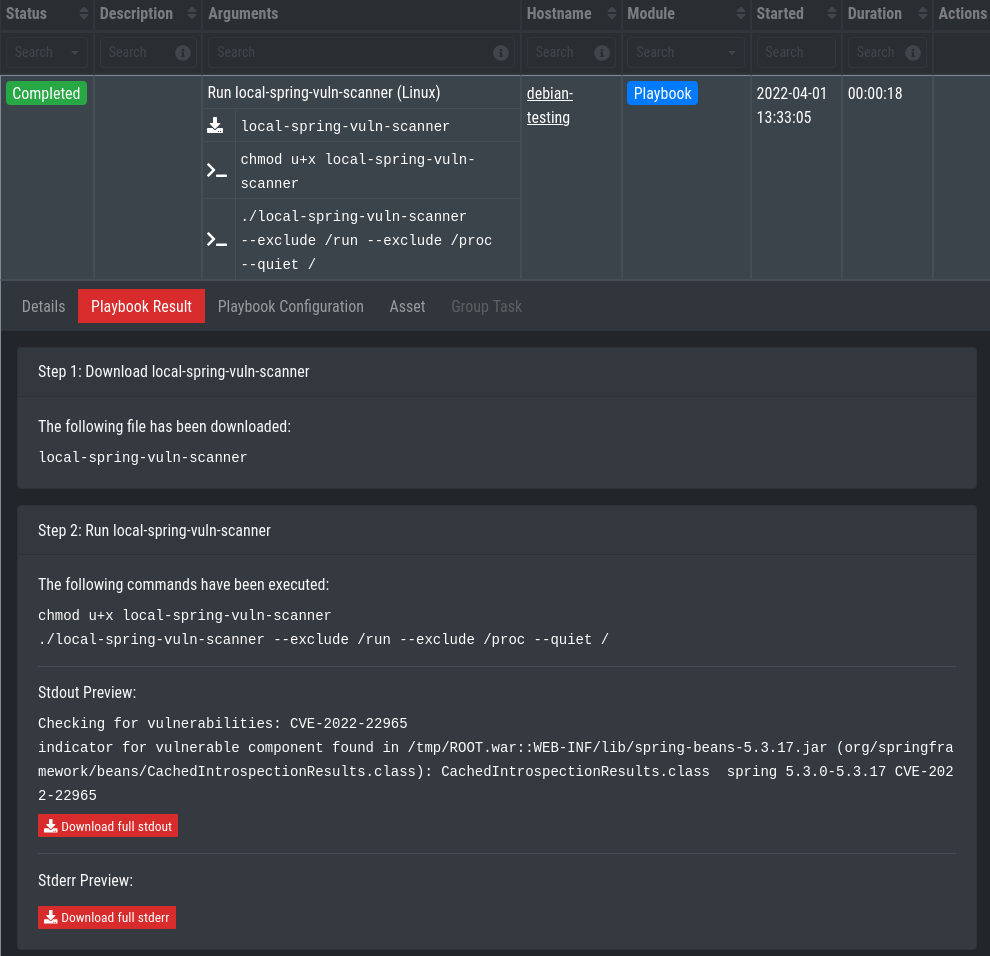 Status Description Arguments Hostname Module Started Duration Actions
Search Search Search Search Search Search Search
Completed Run local-spring-vuln-scanner (Linux) debian- Playbook 2022-04-01 00:00:18
testing 13:33:05
local-spring-vuln-scanner
chmod u+x local-spring-vuln-
scanner
./local-spring-vuln-scanner
--exclude /run --exclude /proc
--quiet /
Details Playbook Result Playbook Configuration Asset Group Task
Step 1: Download local-spring-vuln-scanner
The following file has been downloaded:
local-spring-vuln-scanner
Step 2: Run local-spring-vuln-scanner
The following commands have been executed:
chmod u+x local-spring-vuln-scanner
./local-spring-vuln-scanner --exclude /run --exclude /proc --quiet /
Stdout Preview:
Checking for vulnerabilities: CVE-2022-22965
indicator for vulnerable component found in /tmp/ROOT.war::WEB-INF/lib/spring-beans-5.3.17.jar (org/springfra
mework/beans/CachedIntrospectionResults.class): CachedIntrospectionResults.class  spring 5.3.0-5.3.17 CVE-202
2-22965
Download full stdout
Stderr Preview:
Download full stderr